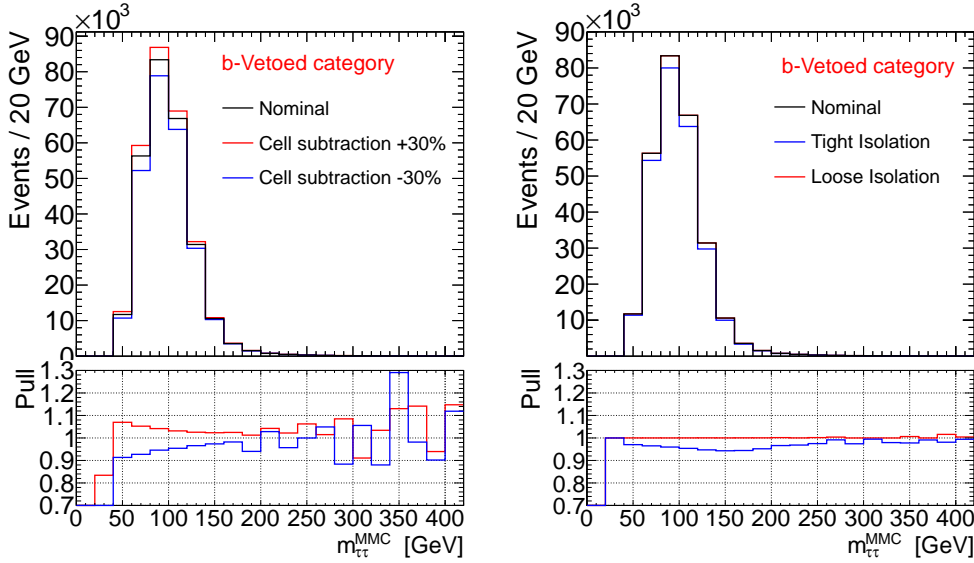 ×10³
Events / 20 GeV
90
80
70
60
50
40
30
20
10
0
b-Vetoed category
Nominal
Cell subtraction +30%
Cell subtraction -30%
Pull
1.3
1.2
1.1
1
0.9
0.8
0.7
0 50 100 150 200 250 300 350 400
m_ττ^MMC [GeV]
×10³
Events / 20 GeV
90
80
70
60
50
40
30
20
10
b-Vetoed category
Nominal
Tight Isolation
Loose Isolation
Pull
1.3
1.2
1.1
1
0.9
0.8
0.7
0 50 100 150 200 250 300 350 400
m_ττ^MMC [GeV]